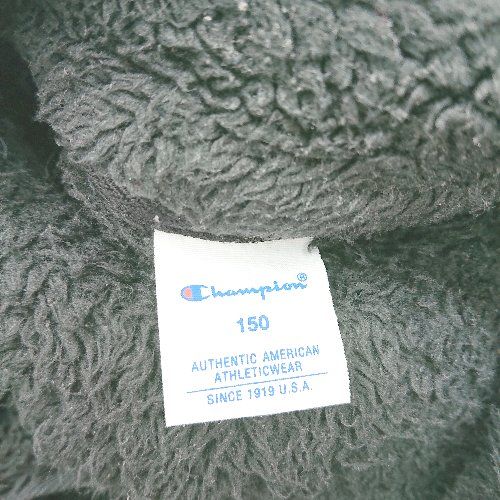 Champion®
150
AUTHENTIC AMERICAN
ATHLETICWEAR
SINCE 1919 U.S.A.